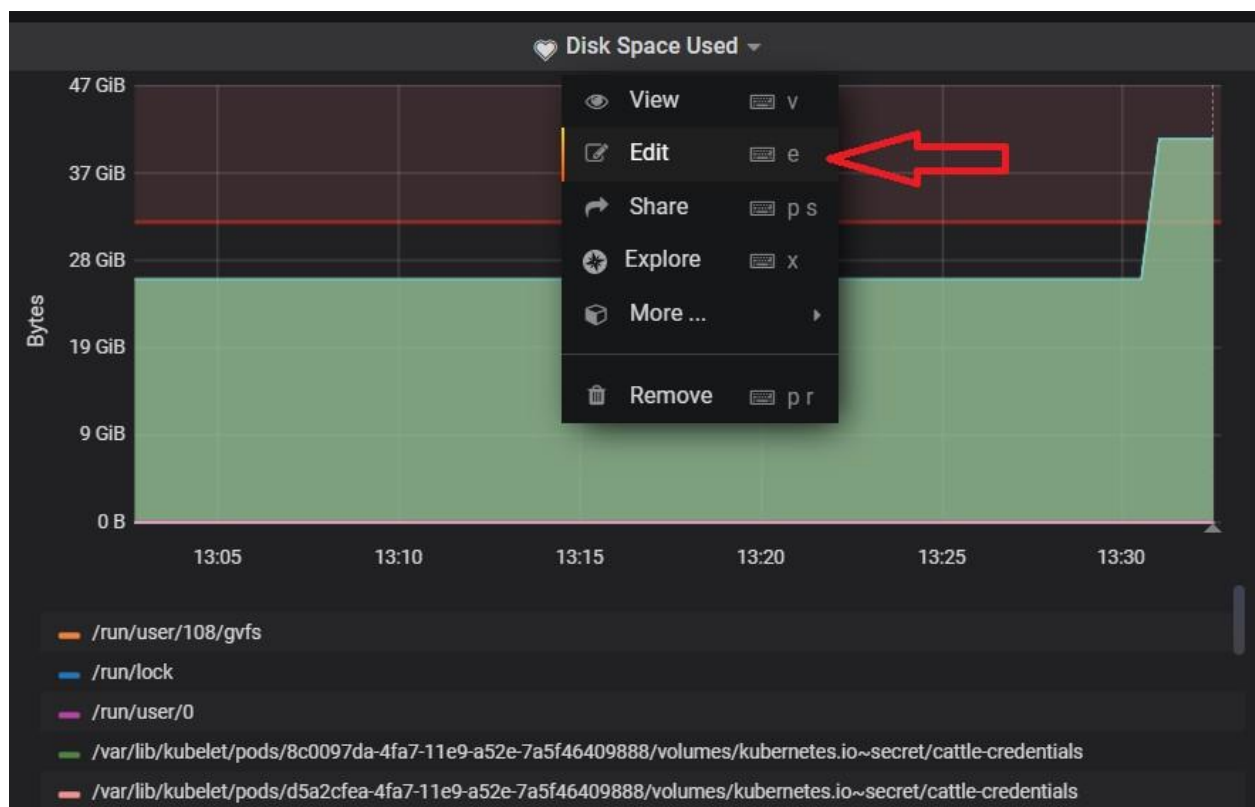 Disk Space Used
47 GiB
37 GiB
28 GiB
19 GiB
9 GiB
0 B
Bytes
View v
Edit e
Share p s
Explore x
More ...
Remove p r
13:05 13:10 13:15 13:20 13:25 13:30
/run/user/108/gvfs
/run/lock
/run/user/0
/var/lib/kubelet/pods/8c0097da-4fa7-11e9-a52e-7a5f46409888/volumes/kubernetes.io~secret/cattle-credentials
/var/lib/kubelet/pods/d5a2cfea-4fa7-11e9-a52e-7a5f46409888/volumes/kubernetes.io~secret/cattle-credentials